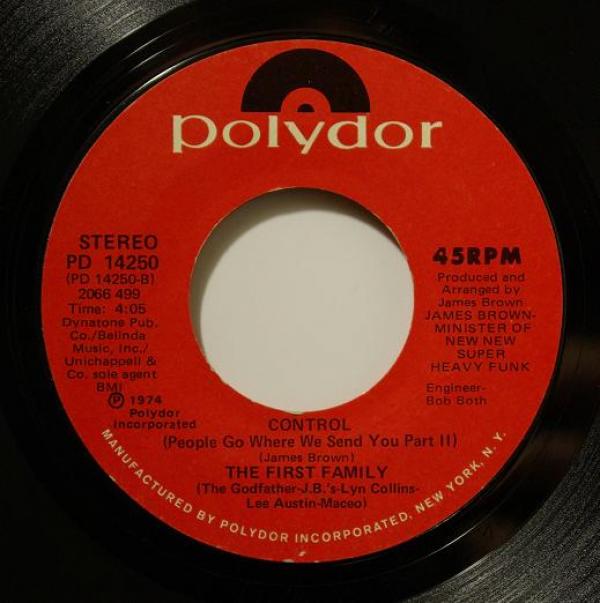 polydor
STEREO
PD 14250
(PD 14250-B)
2066 499
Time: 4:05
Dynatone Pub.
Co./Belinda
Music, Inc./
Unichappell &
Co. sole agent
BMI
Ⓟ 1974
Polydor
Incorporated
45RPM
Produced and
Arranged by
James Brown
JAMES BROWN-
MINISTER OF
NEW NEW
SUPER
HEAVY FUNK
Engineer-
Bob Both
CONTROL
(People Go Where We Send You Part II)
(James Brown)
THE FIRST FAMILY
(The Godfather-J.B.'s-Lyn Collins-
Lee Austin-Maceo)
MANUFACTURED BY POLYDOR INCORPORATED, NEW YORK, N.Y.